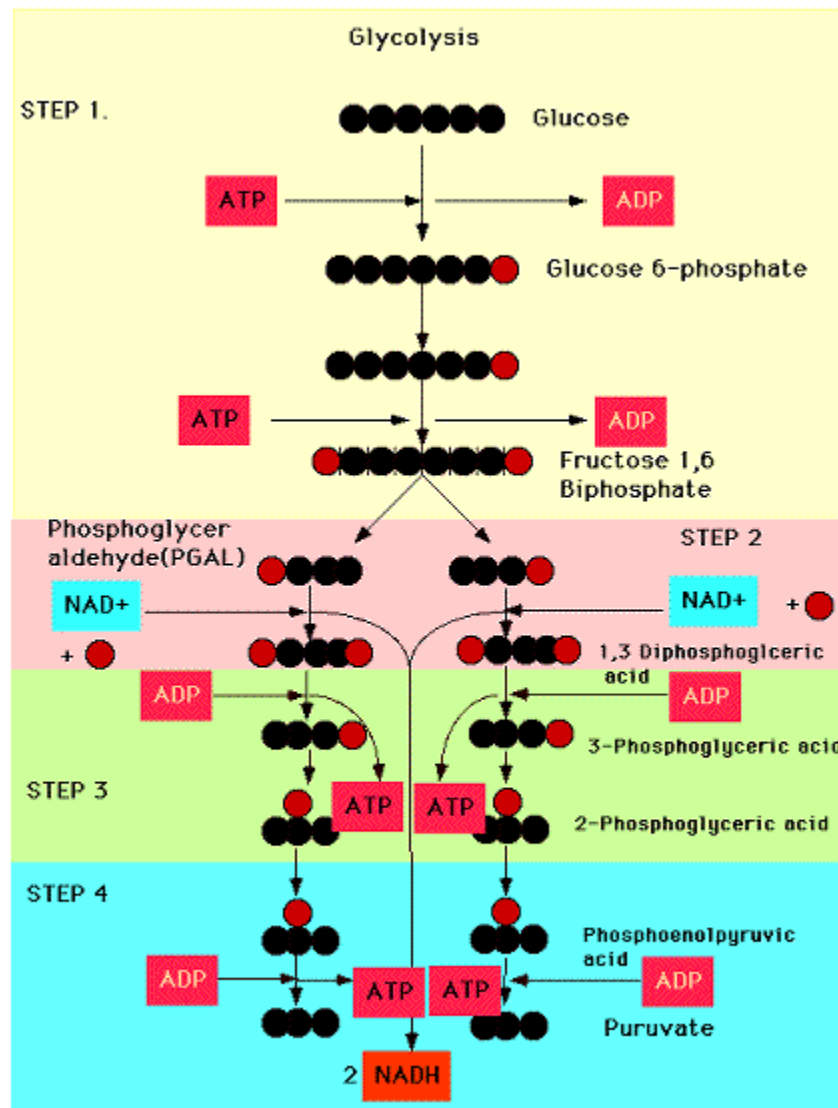 Glycolysis
STEP 1.
Glucose
ATP
ADP
Glucose 6-phosphate
ATP
ADP
Fructose 1,6
Biphosphate
Phosphoglycer
aldehyde(PGAL)
STEP 2
NAD+
NAD+
+
+
1,3 Diphosphoglceric
acid
ADP
ADP
3-Phosphoglyceric acid
STEP 3
ATP
ATP
2-Phosphoglyceric acid
STEP 4
Phosphoenolpyruvic
acid
ADP
ATP
ATP
ADP
Puruvate
2 NADH